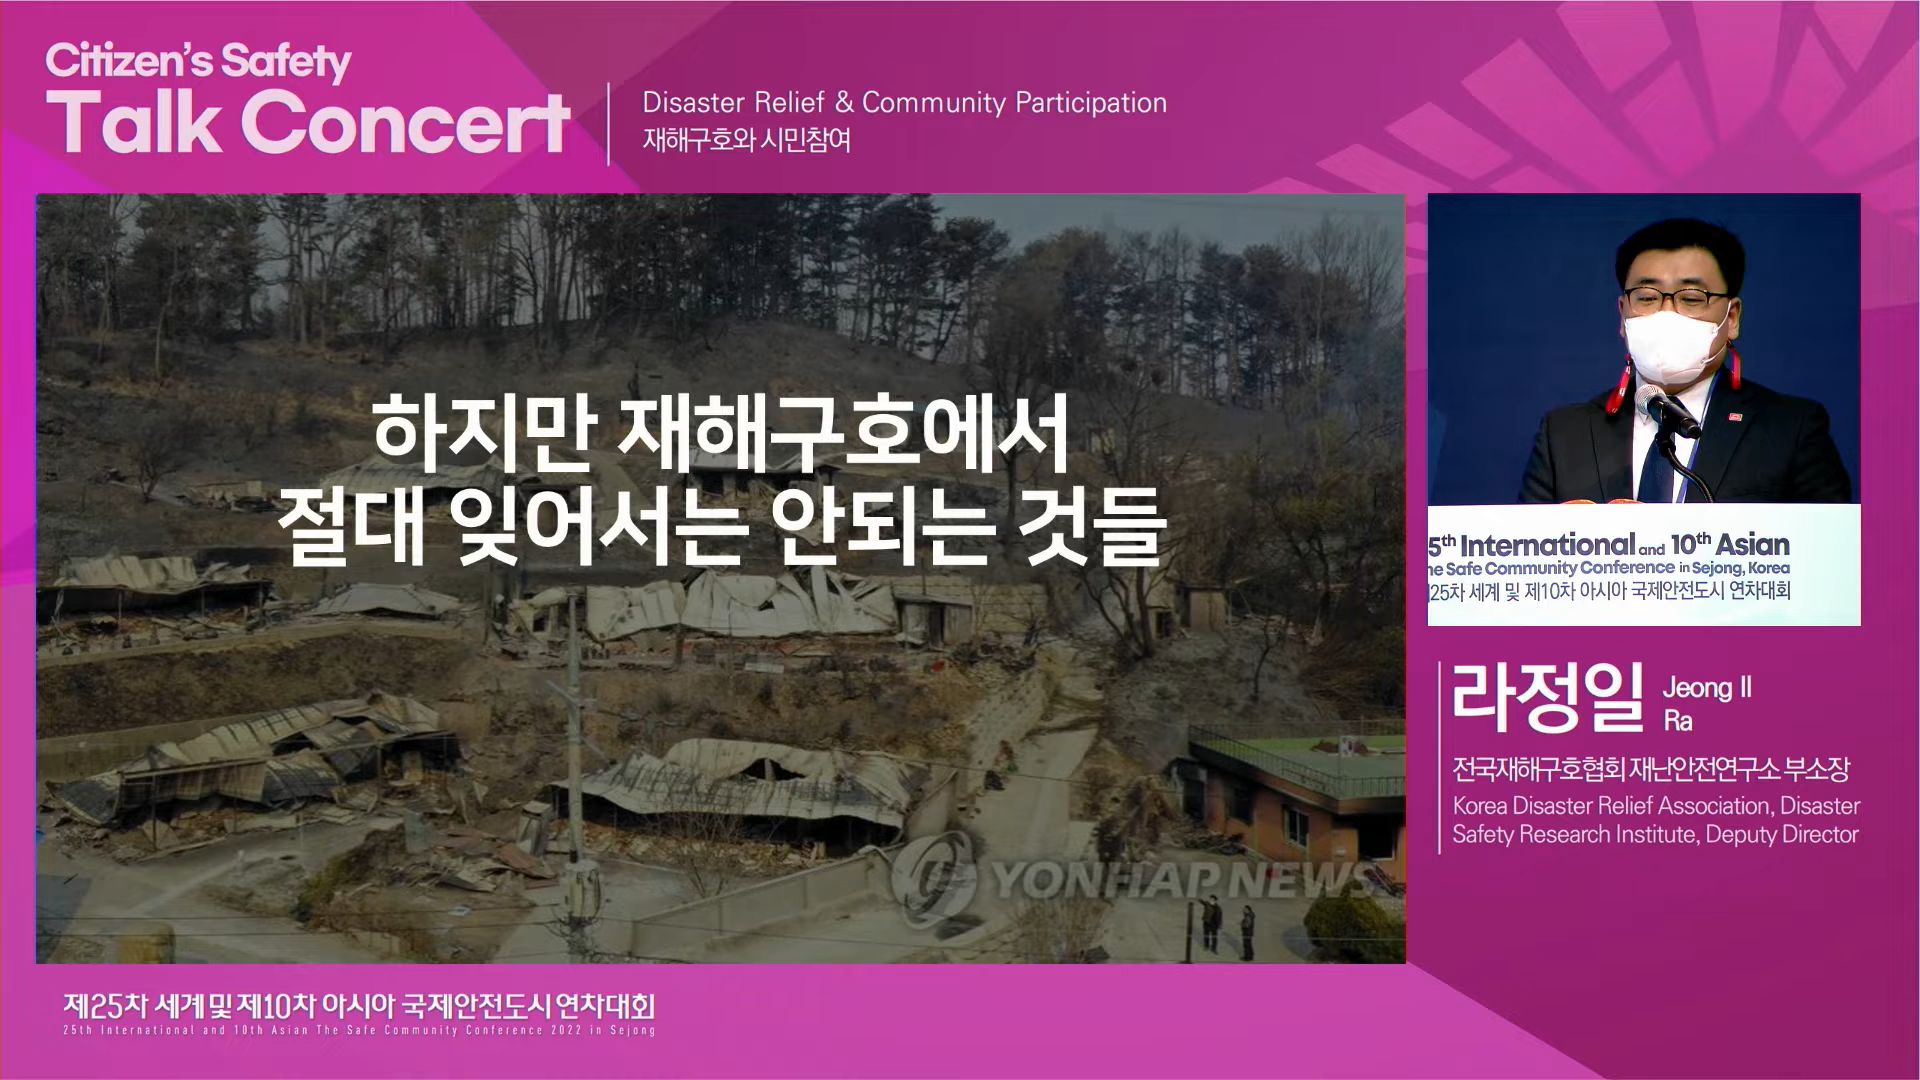 Citizen's Safety
Talk Concert
Disaster Relief & Community Participation
재해구호와 시민참여
하지만 재해구호에서
절대 잊어서는 안되는 것들
YONHAP NEWS
5th International and 10th Asian
he Safe Community Conference in Sejong, Korea
25차 세계 및 제10차 아시아 국제안전도시 연차대회
라정일
Jeong Il
Ra
전국재해구호협회 재난안전연구소 부소장
Korea Disaster Relief Association, Disaster
Safety Research Institute, Deputy Director
제25차 세계 및 제10차 아시아 국제안전도시 연차대회
25th International and 10th Asian The Safe Community Conference 2022 in Sejong